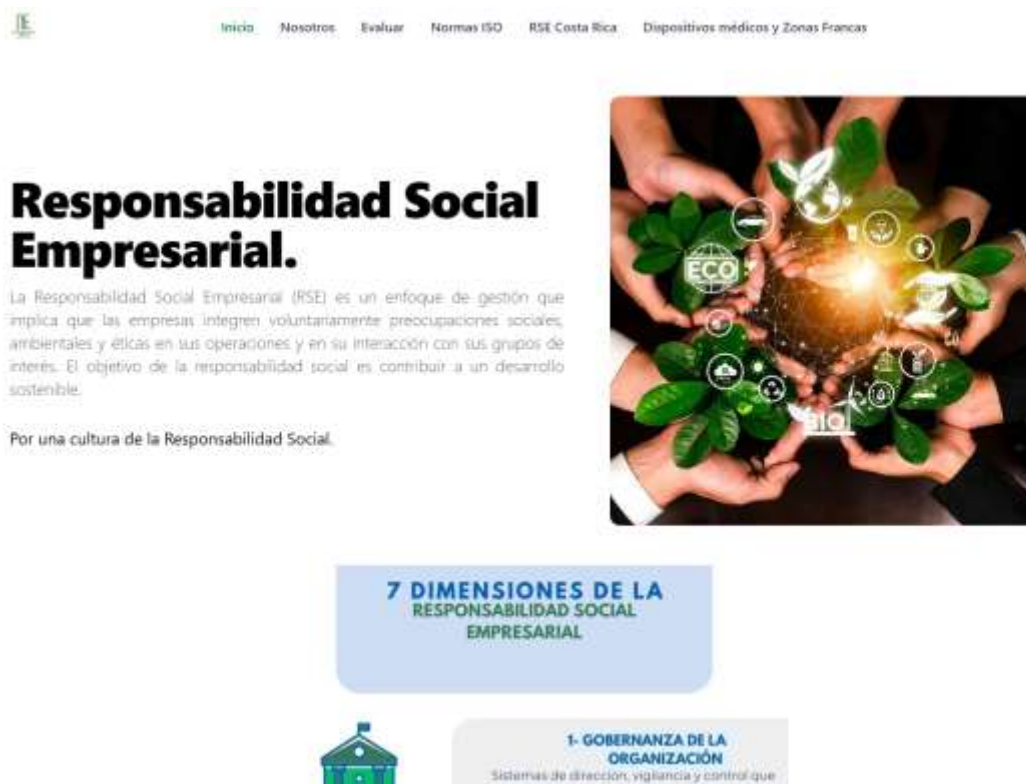 Inicio Nosotros Evaluar Normas ISO RSE Costa Rica Dispositivos médicos y Zonas Francas
Responsabilidad Social
Empresarial.
La Responsabilidad Social Empresarial (RSE) es un enfoque de gestión que
implica que las empresas integren voluntariamente preocupaciones sociales,
ambientales y éticas en sus operaciones y en su interacción con sus grupos de
interés. El objetivo de la responsabilidad social es contribuir a un desarrollo
sostenible.
Por una cultura de la Responsabilidad Social.
ECO
BIO
7 DIMENSIONES DE LA
RESPONSABILIDAD SOCIAL
EMPRESARIAL
1- GOBERNANZA DE LA
ORGANIZACIÓN
Sistemas de dirección, vigilancia y control que